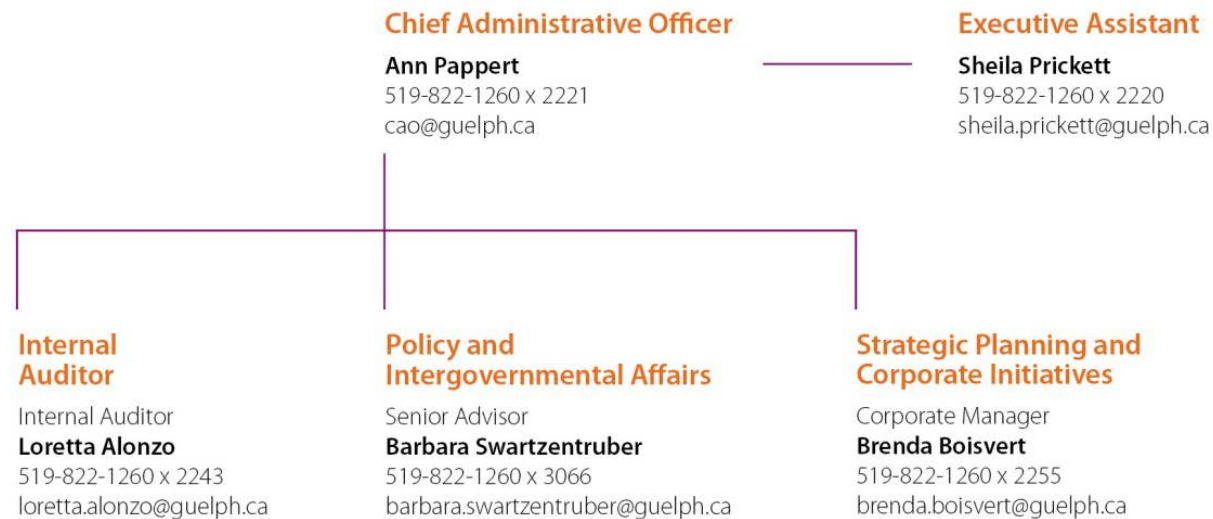 Chief Administrative Officer
Ann Pappert
519-822-1260 x 2221
cao@guelph.ca
Executive Assistant
Sheila Prickett
519-822-1260 x 2220
sheila.prickett@guelph.ca
Internal
Auditor
Internal Auditor
Loretta Alonzo
519-822-1260 x 2243
loretta.alonzo@guelph.ca
Policy and
Intergovernmental Affairs
Senior Advisor
Barbara Swartzentruber
519-822-1260 x 3066
barbara.swartzentruber@guelph.ca
Strategic Planning and
Corporate Initiatives
Corporate Manager
Brenda Boisvert
519-822-1260 x 2255
brenda.boisvert@guelph.ca